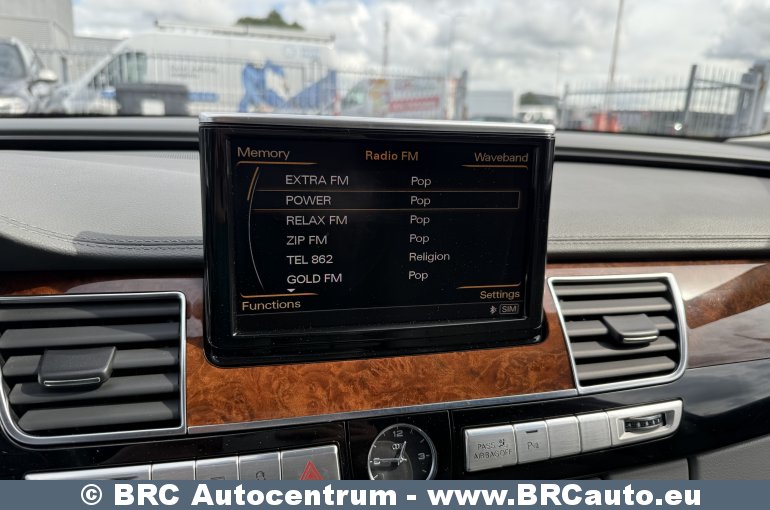 Memory Radio FM Waveband
EXTRA FM Pop
POWER Pop
RELAX FM Pop
ZIP FM Pop
TEL 862 Religion
GOLD FM Pop
Functions Settings
SIM
12
PASS
AIRBAG OFF
© BRC Autocentrum - www.BRCauto.eu